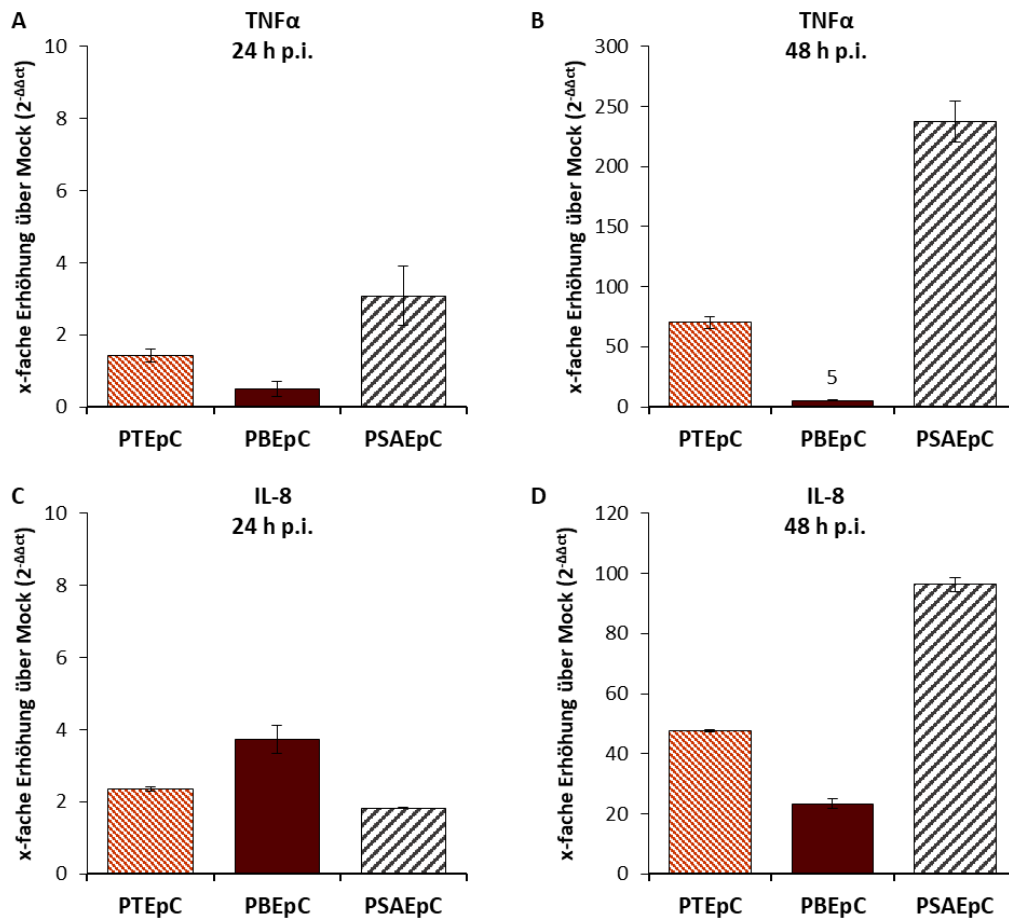 A
TNFα
24 h p.i.
x-fache Erhöhung über Mock (2-ΔΔct)
10
8
6
4
2
0
PTEpC PBEpC PSAEpC
B
TNFα
48 h p.i.
x-fache Erhöhung über Mock (2-ΔΔct)
300
250
200
150
100
50
0
5
PTEpC PBEpC PSAEpC
C
IL-8
24 h p.i.
x-fache Erhöhung über Mock (2-ΔΔct)
10
8
6
4
2
0
PTEpC PBEpC PSAEpC
D
IL-8
48 h p.i.
x-fache Erhöhung über Mock (2-ΔΔct)
120
100
80
60
40
20
0
PTEpC PBEpC PSAEpC